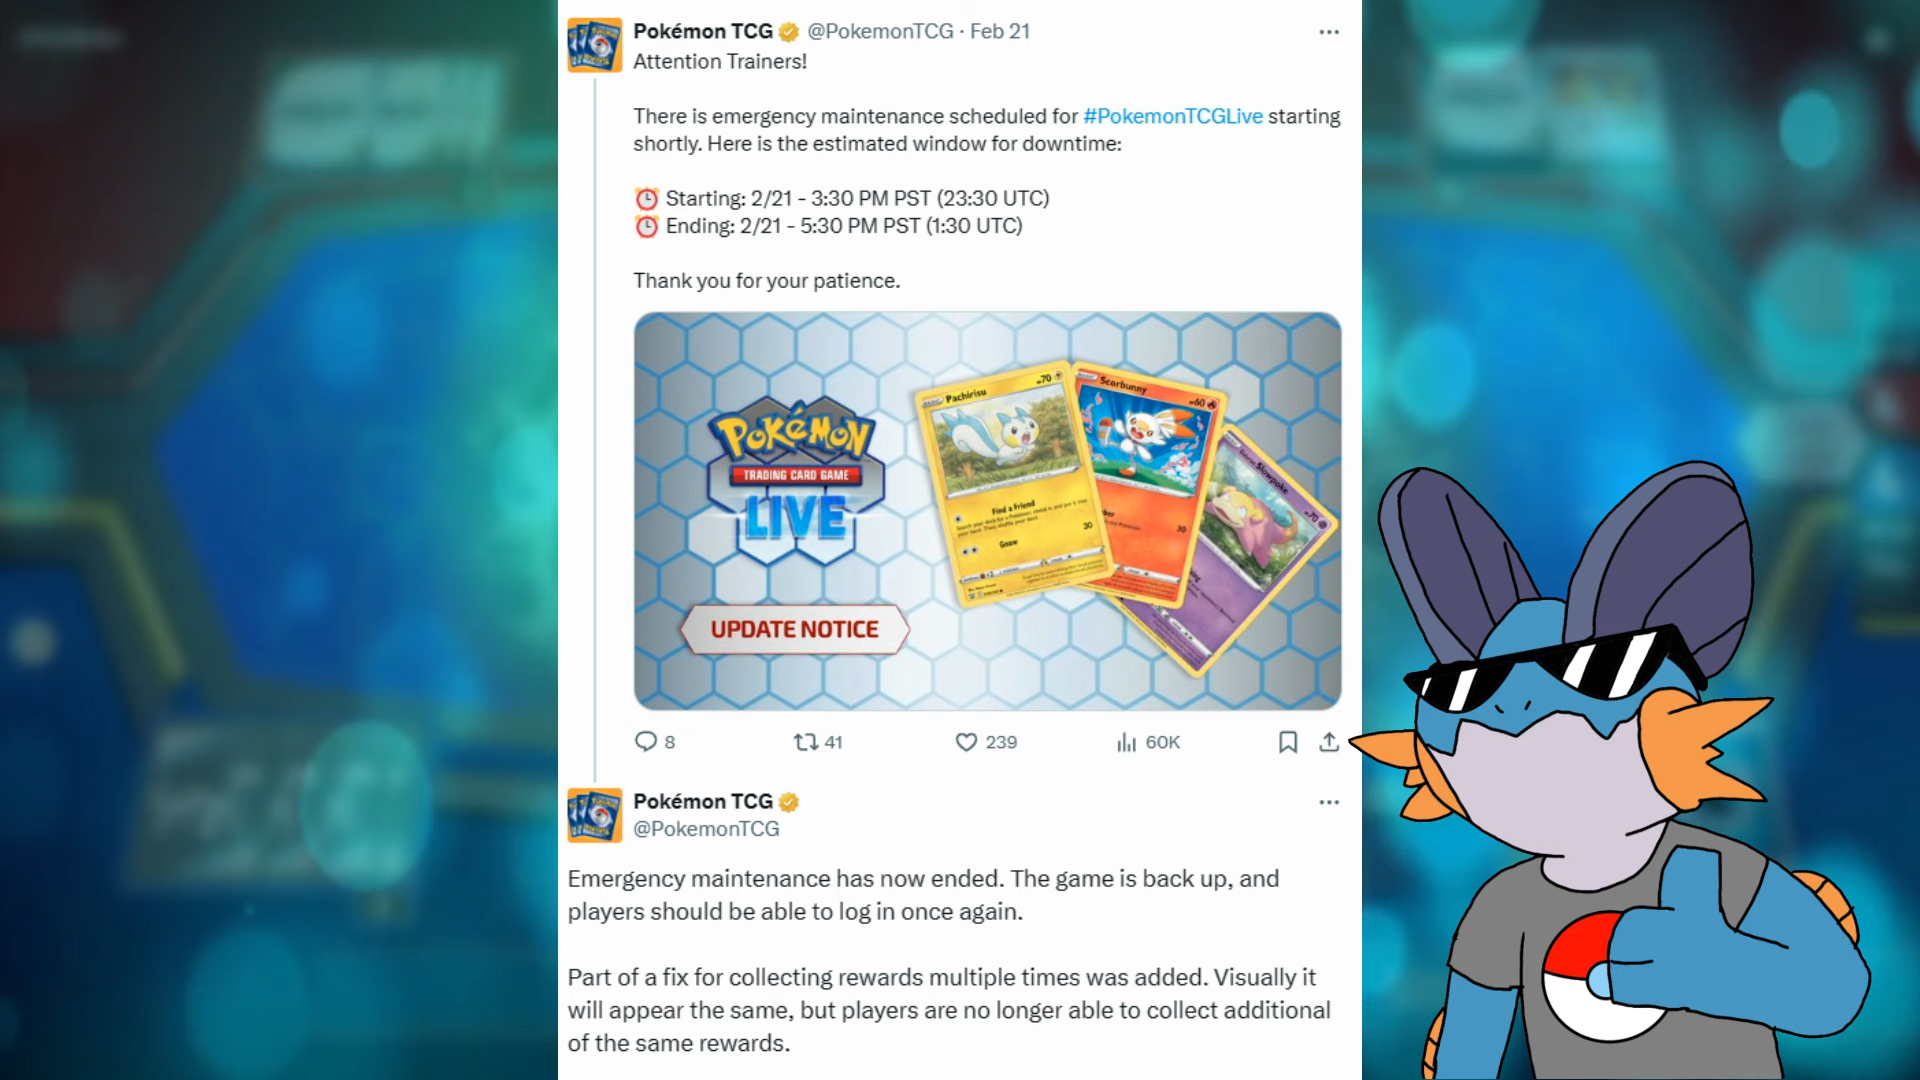 Pokémon TCG @PokemonTCG · Feb 21
Attention Trainers!
There is emergency maintenance scheduled for #PokemonTCGLive starting
shortly. Here is the estimated window for downtime:
Starting: 2/21 - 3:30 PM PST (23:30 UTC)
Ending: 2/21 - 5:30 PM PST (1:30 UTC)
Thank you for your patience.
Pokémon
TRADING CARD GAME
LIVE
UPDATE NOTICE
Pachirisu
70
Find a Friend
Gnaw
30
Scorbunny
60
30
Slowpoke
70
8 41 239 60K
Pokémon TCG
@PokemonTCG
Emergency maintenance has now ended. The game is back up, and
players should be able to log in once again.
Part of a fix for collecting rewards multiple times was added. Visually it
will appear the same, but players are no longer able to collect additional
of the same rewards.